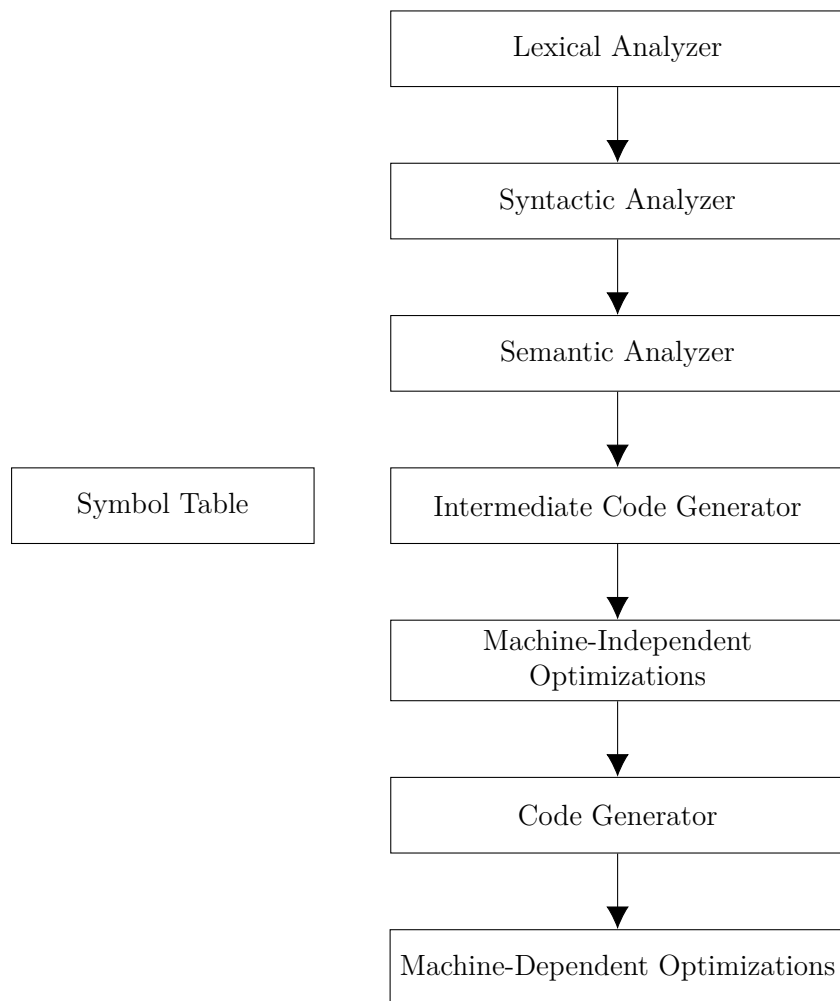 Lexical Analyzer
Syntactic Analyzer
Semantic Analyzer
Symbol Table
Intermediate Code Generator
Machine-Independent
Optimizations
Code Generator
Machine-Dependent Optimizations